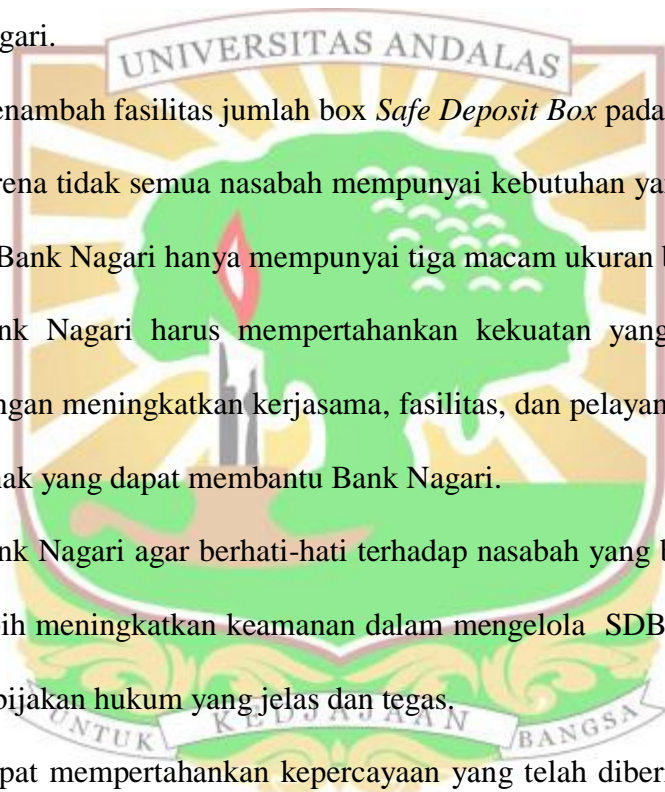 gari.
UNIVERSITAS ANDALAS
enambah fasilitas jumlah box Safe Deposit Box pada
rena tidak semua nasabah mempunyai kebutuhan ya
Bank Nagari hanya mempunyai tiga macam ukuran b
nk Nagari harus mempertahankan kekuatan yang
ngan meningkatkan kerjasama, fasilitas, dan pelayan
nak yang dapat membantu Bank Nagari.
nk Nagari agar berhati-hati terhadap nasabah yang b
bih meningkatkan keamanan dalam mengelola SDB
bijakan hukum yang jelas dan tegas.
UNTUK KEDJAJAAN BANGSA
pat mempertahankan kepercayaan yang telah diberi